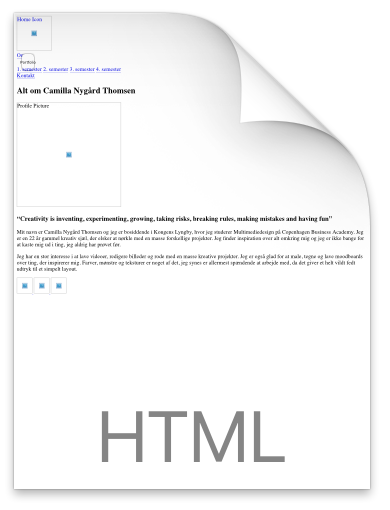 Home Icon
Om
Portfolio
1. semester 2. semester 3. semester 4. semester
Kontakt
Alt om Camilla Nygård Thomsen
Profile Picture
“Creativity is inventing, experimenting, growing, taking risks, breaking rules, making mistakes and having fun”
Mit navn er Camilla Nygård Thomsen og jeg er bosiddende i Kongens Lyngby, hvor jeg studerer Multimediedesign på Copenhagen Business Academy. Jeg
er en 22 år gammel kreativ sjæl, der elsker at nørkle med en masse forskellige projekter. Jeg finder inspiration over alt omkring mig og jeg er ikke bange for
at kaste mig ud i ting, jeg aldrig har prøvet før.
Jeg har en stor interesse i at lave videoer, redigere billeder og rode med en masse kreative projekter. Jeg er også glad for at male, tegne og lave moodboards
over ting, der inspirerer mig. Farver, mønstre og teksturer er noget af det, jeg synes er allermest spændende at arbejde med, da det giver et helt vildt fedt
udtryk til et simpelt layout.
HTML